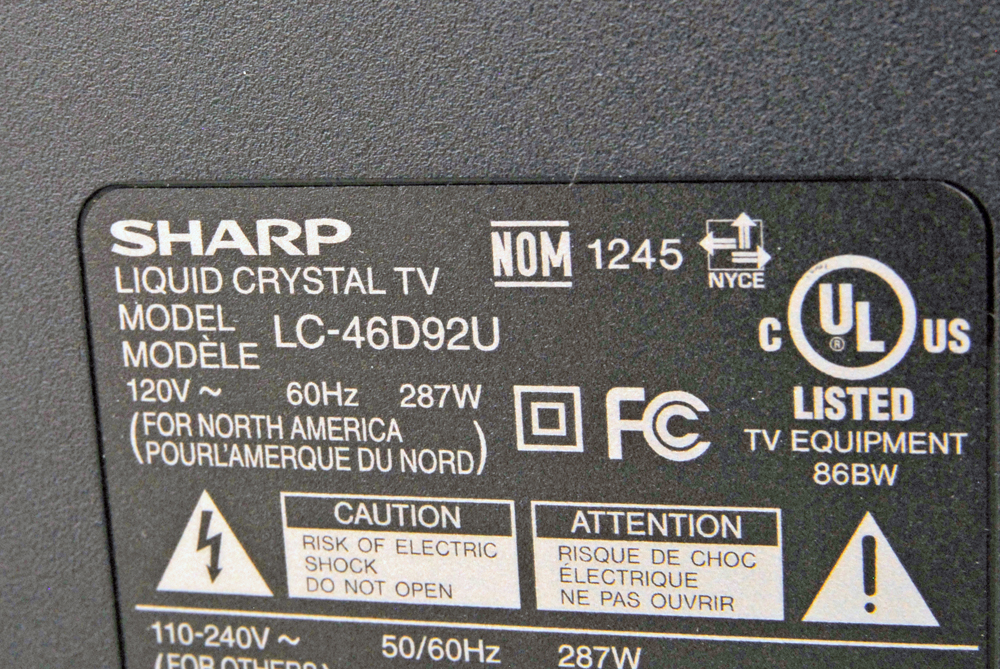 SHARP
LIQUID CRYSTAL TV
MODEL
MODÈLE
LC-46D92U
120V ~ 60Hz 287W
(FOR NORTH AMERICA
POURL'AMERQUE DU NORD)
NOM 1245
NYCE
C UL® US
LISTED
TV EQUIPMENT
86BW
FC
CAUTION
RISK OF ELECTRIC
SHOCK
DO NOT OPEN
ATTENTION
RISQUE DE CHOC
ÉLECTRIQUE
NE PAS OUVRIR
110-240V ~ 50/60Hz 287W
(FOR OTHERS)